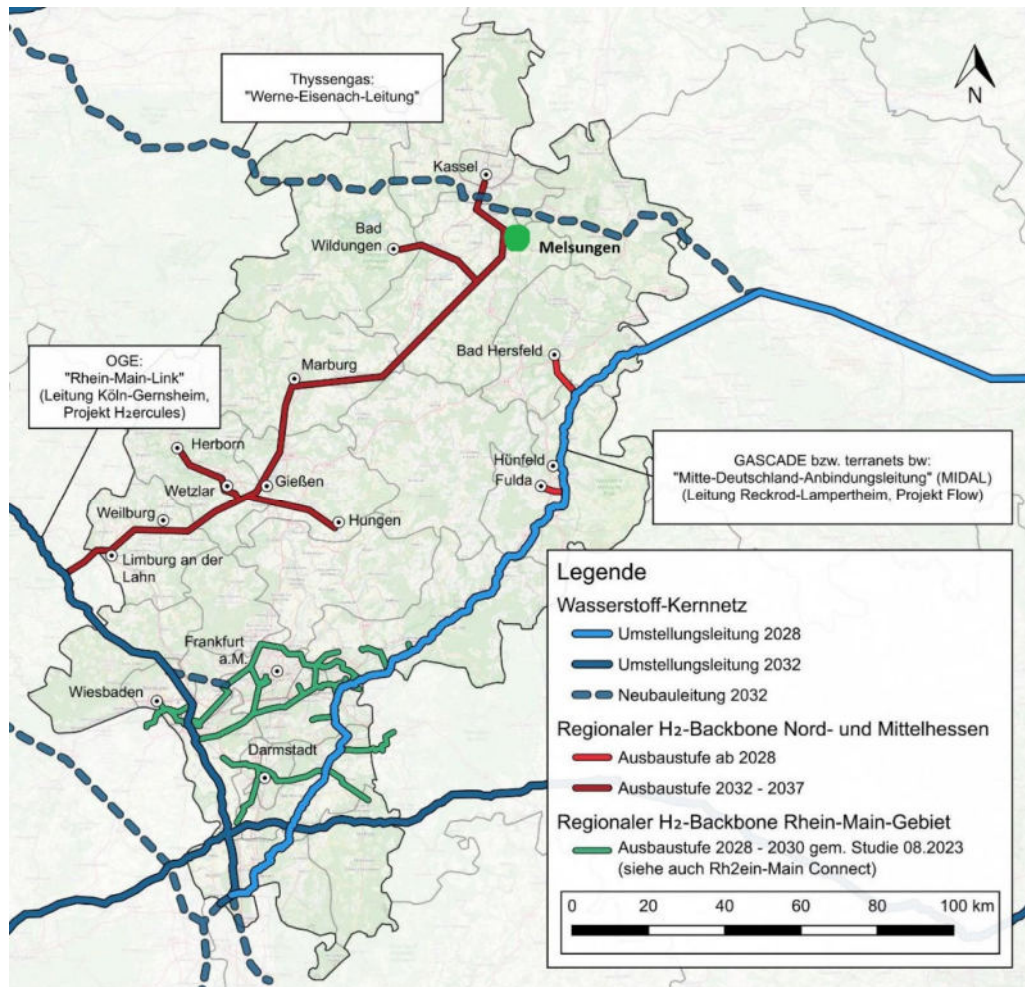 Thyssengas:
"Werne-Eisenach-Leitung"
N
Kassel
Bad
Wildungen
Melsungen
OGE:
"Rhein-Main-Link"
(Leitung Köln-Gernsheim,
Projekt H₂ercules)
Marburg
Bad Hersfeld
Herborn
Wetzlar
Gießen
Hünfeld
Fulda
GASCADE bzw. terranets bw:
"Mitte-Deutschland-Anbindungsleitung" (MIDAL)
(Leitung Reckrod-Lampertheim, Projekt Flow)
Weilburg
Hungen
Limburg an der
Lahn
Frankfurt
a.M.
Wiesbaden
Darmstadt
Legende
Wasserstoff-Kernnetz
Umstellungsleitung 2028
Umstellungsleitung 2032
Neubauleitung 2032
Regionaler H₂-Backbone Nord- und Mittelhessen
Ausbaustufe ab 2028
Ausbaustufe 2032 - 2037
Regionaler H₂-Backbone Rhein-Main-Gebiet
Ausbaustufe 2028 - 2030 gem. Studie 08.2023
(siehe auch Rh2ein-Main Connect)
0 20 40 60 80 100 km